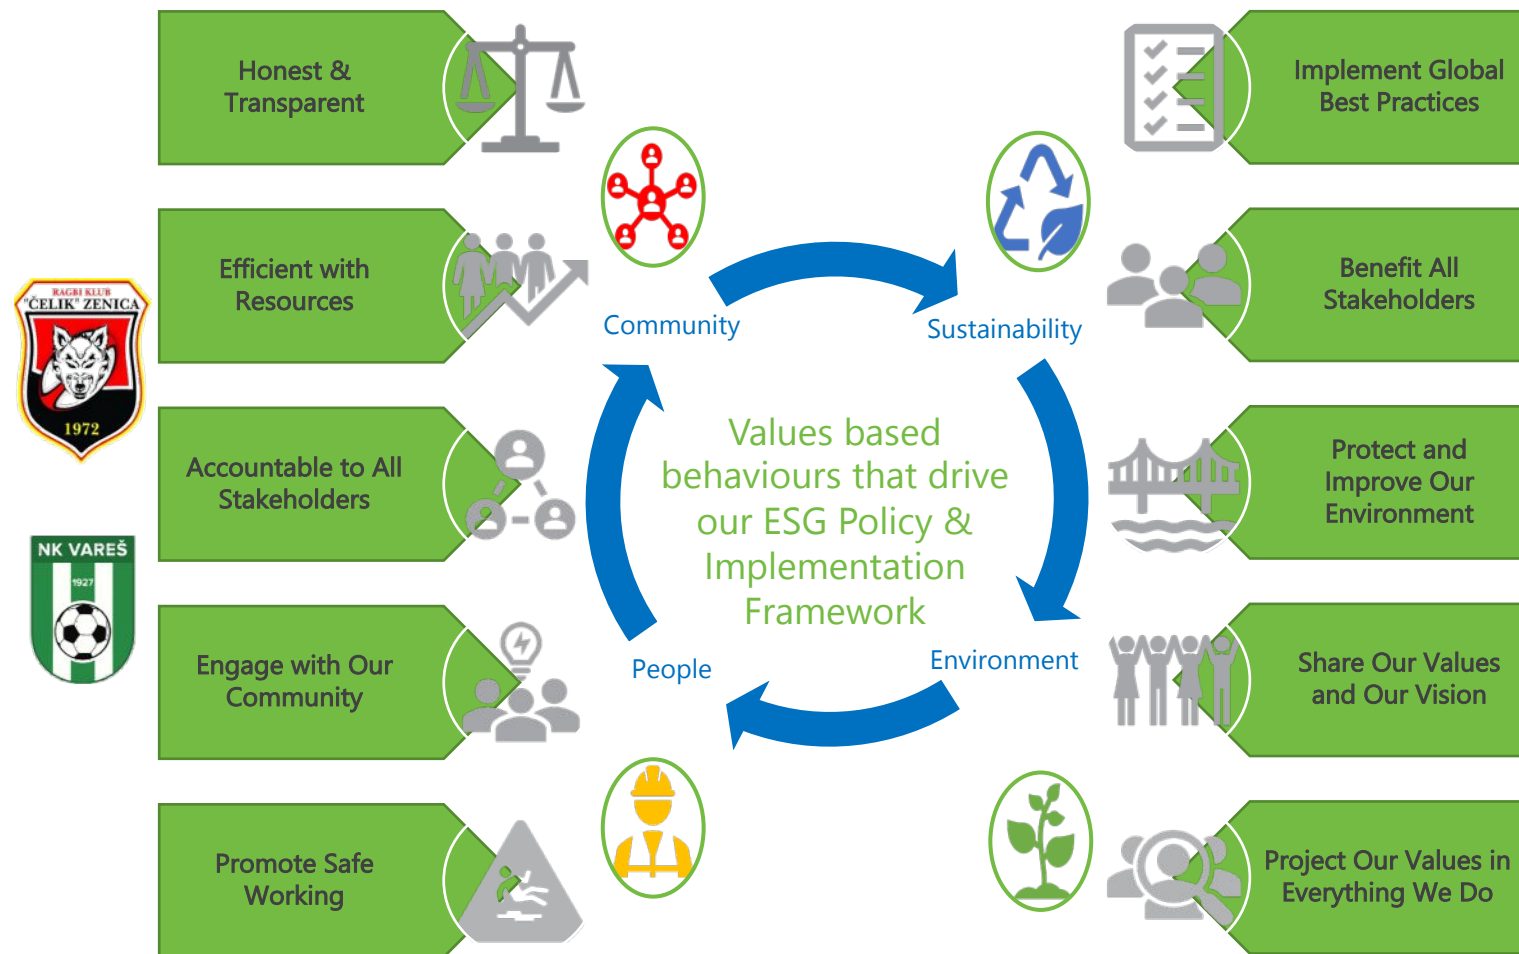 Honest &
Transparent
Efficient with
Resources
Accountable to All
Stakeholders
Engage with Our
Community
Promote Safe
Working
RAGBI KLUB
"ČELIK" ZENICA
1972
NK VAREŠ
1927
Community
Sustainability
Values based
behaviours that drive
our ESG Policy &
Implementation
Framework
People
Environment
Implement Global
Best Practices
Benefit All
Stakeholders
Protect and
Improve Our
Environment
Share Our Values
and Our Vision
Project Our Values in
Everything We Do